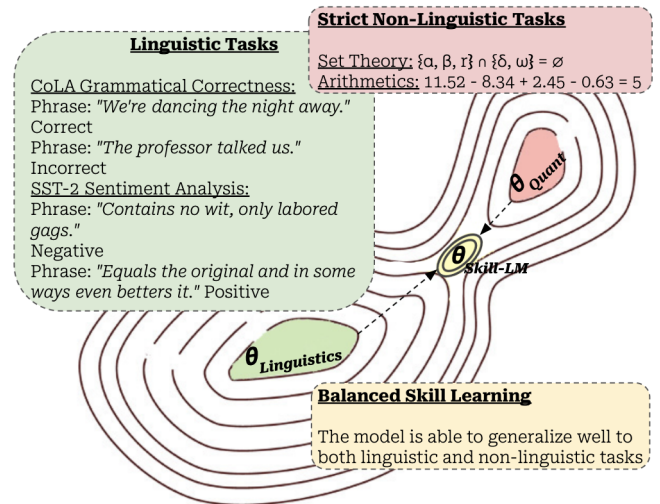 Linguistic Tasks
CoLA Grammatical Correctness:
Phrase: "We're dancing the night away."
Correct
Phrase: "The professor talked us."
Incorrect
SST-2 Sentiment Analysis:
Phrase: "Contains no wit, only labored
gags."
Negative
Phrase: "Equals the original and in some
ways even betters it." Positive
Strict Non-Linguistic Tasks
Set Theory: {α, β, r} ∩ {δ, ω} = ∅
Arithmetics: 11.52 - 8.34 + 2.45 - 0.63 = 5
θ Quant
θ Skill-LM
θ Linguistics
Balanced Skill Learning
The model is able to generalize well to
both linguistic and non-linguistic tasks